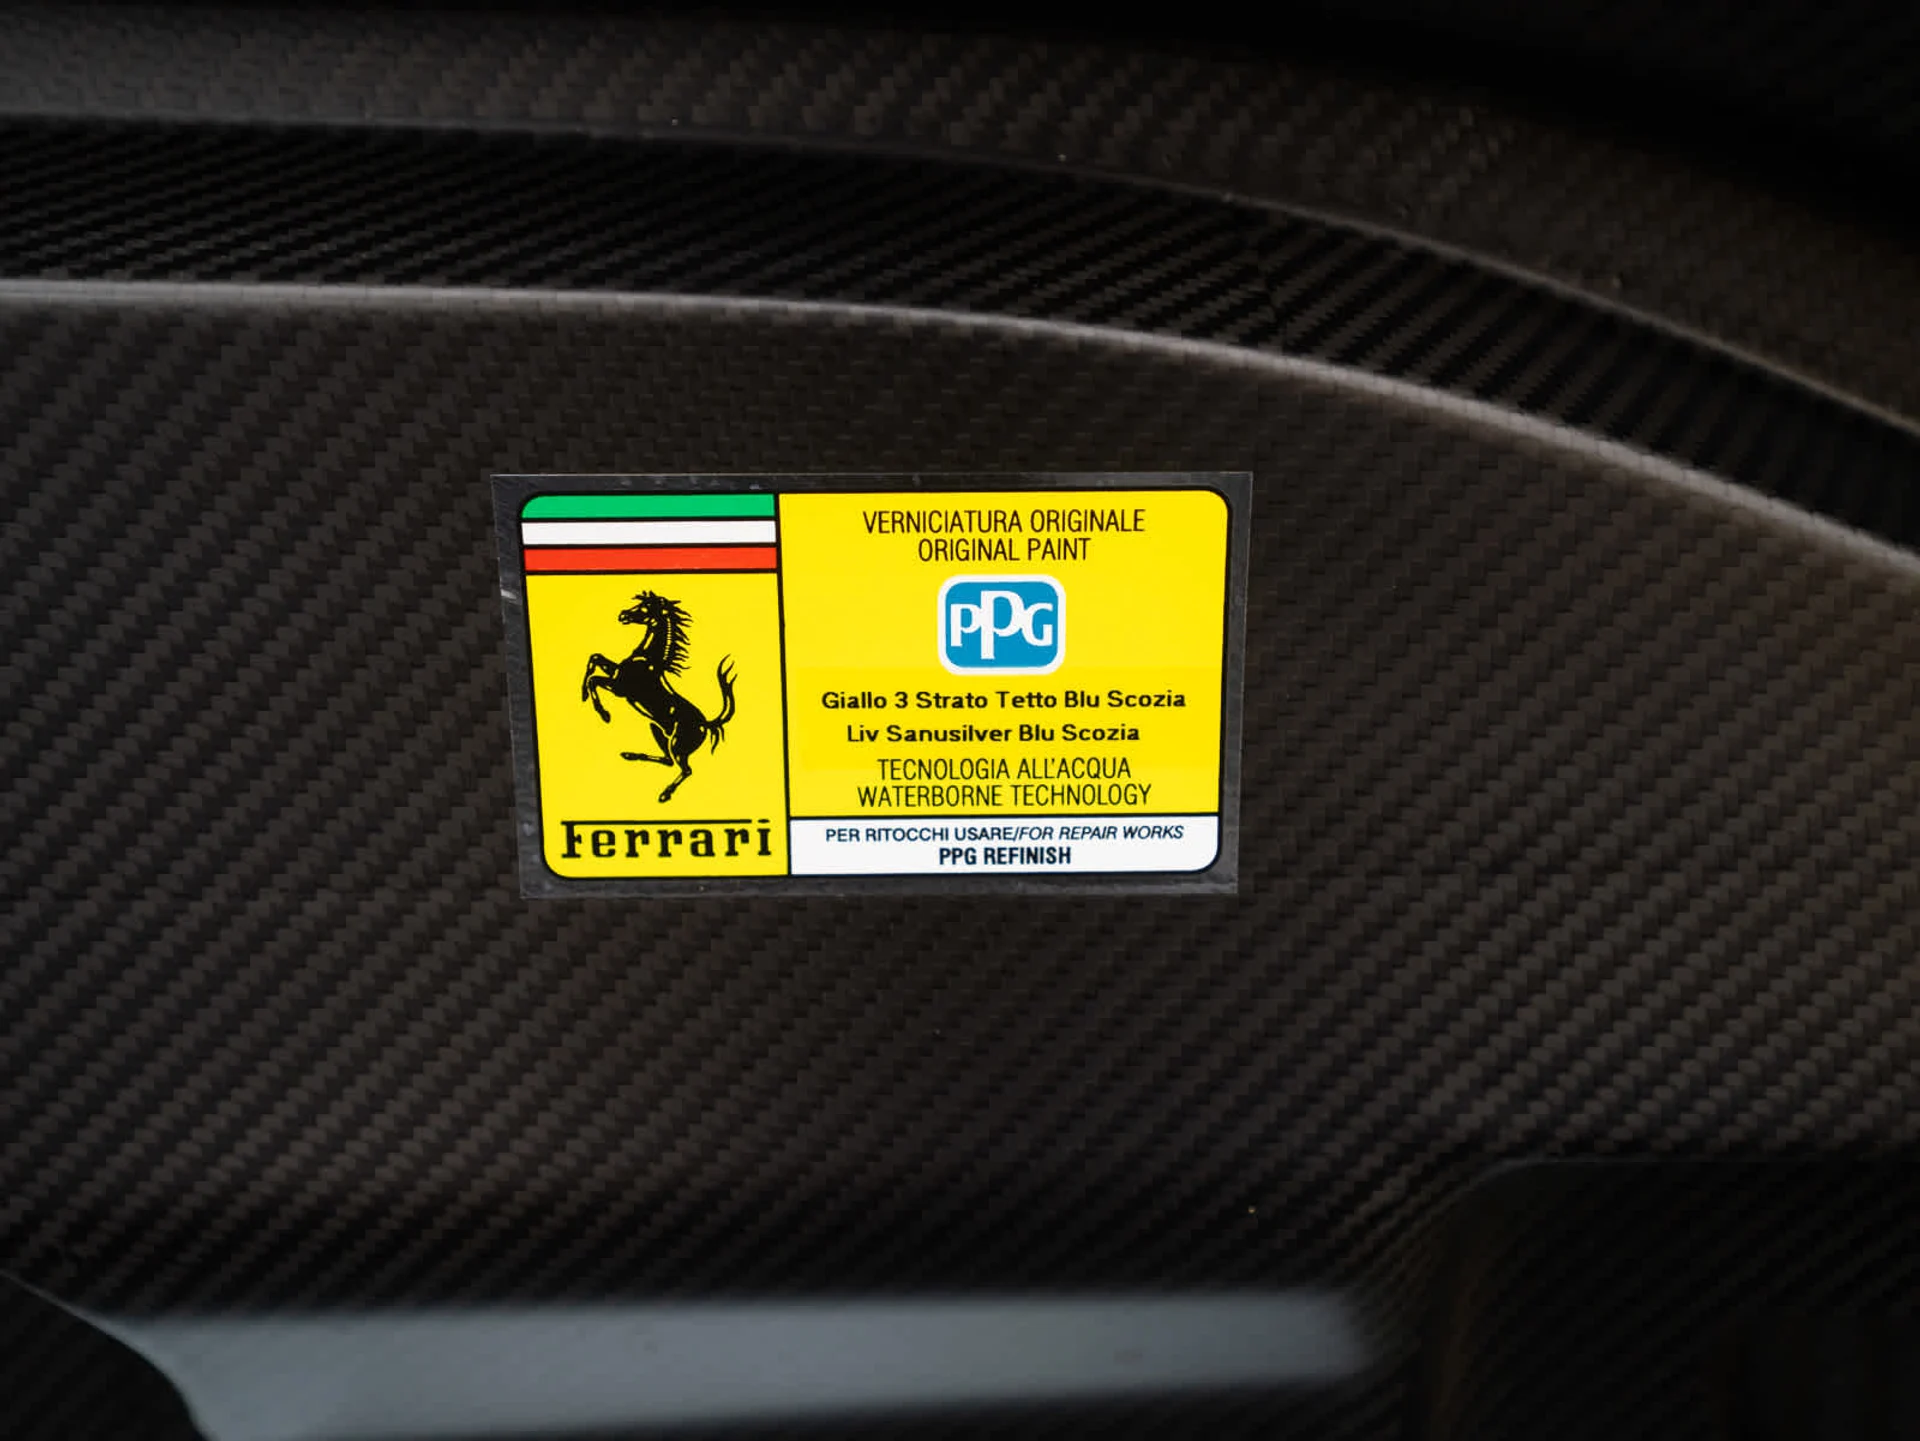 VERNICIATURA ORIGINALE
ORIGINAL PAINT
PPG
Giallo 3 Strato Tetto Blu Scozia
Liv Sanusilver Blu Scozia
TECNOLOGIA ALL'ACQUA
WATERBORNE TECHNOLOGY
Ferrari
PER RITOCCHI USARE/FOR REPAIR WORKS
PPG REFINISH